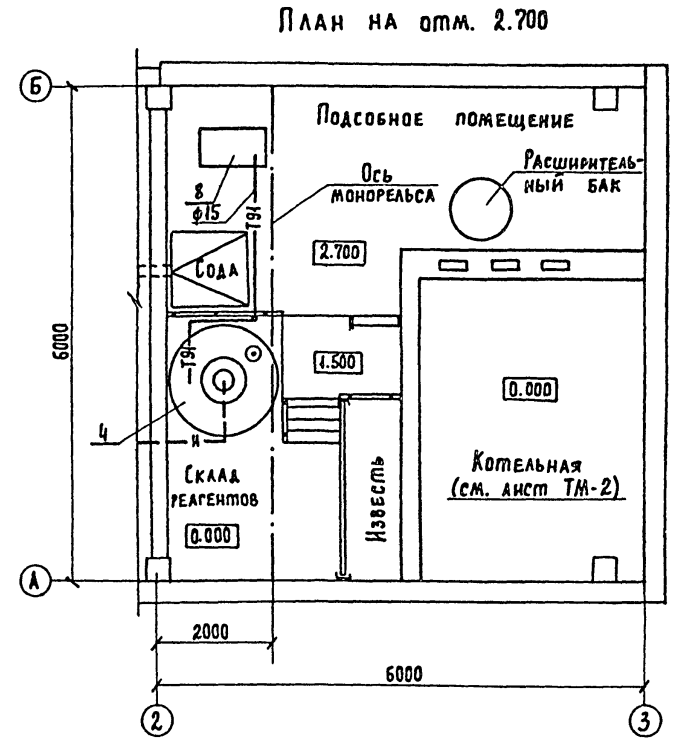 План на отм. 2.700
Б
Подсобное помещение
Расширитель-
ный бак
Ось
монорельса
8
ф15
Т91
Сода
2.700
6000
Т91
1.500
0.000
4
н
Склад
реагентов
0.000
Известь
Котельная
(см. лист ТМ-2)
А
2000
6000
2
3